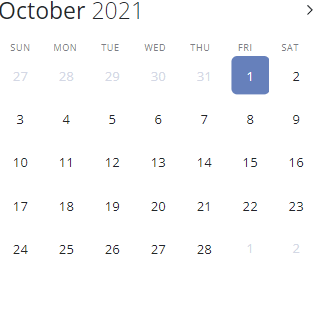 October 2021
SUN MON TUE WED THU FRI SAT
27 28 29 30 31 1 2
3 4 5 6 7 8 9
10 11 12 13 14 15 16
17 18 19 20 21 22 23
24 25 26 27 28 1 2